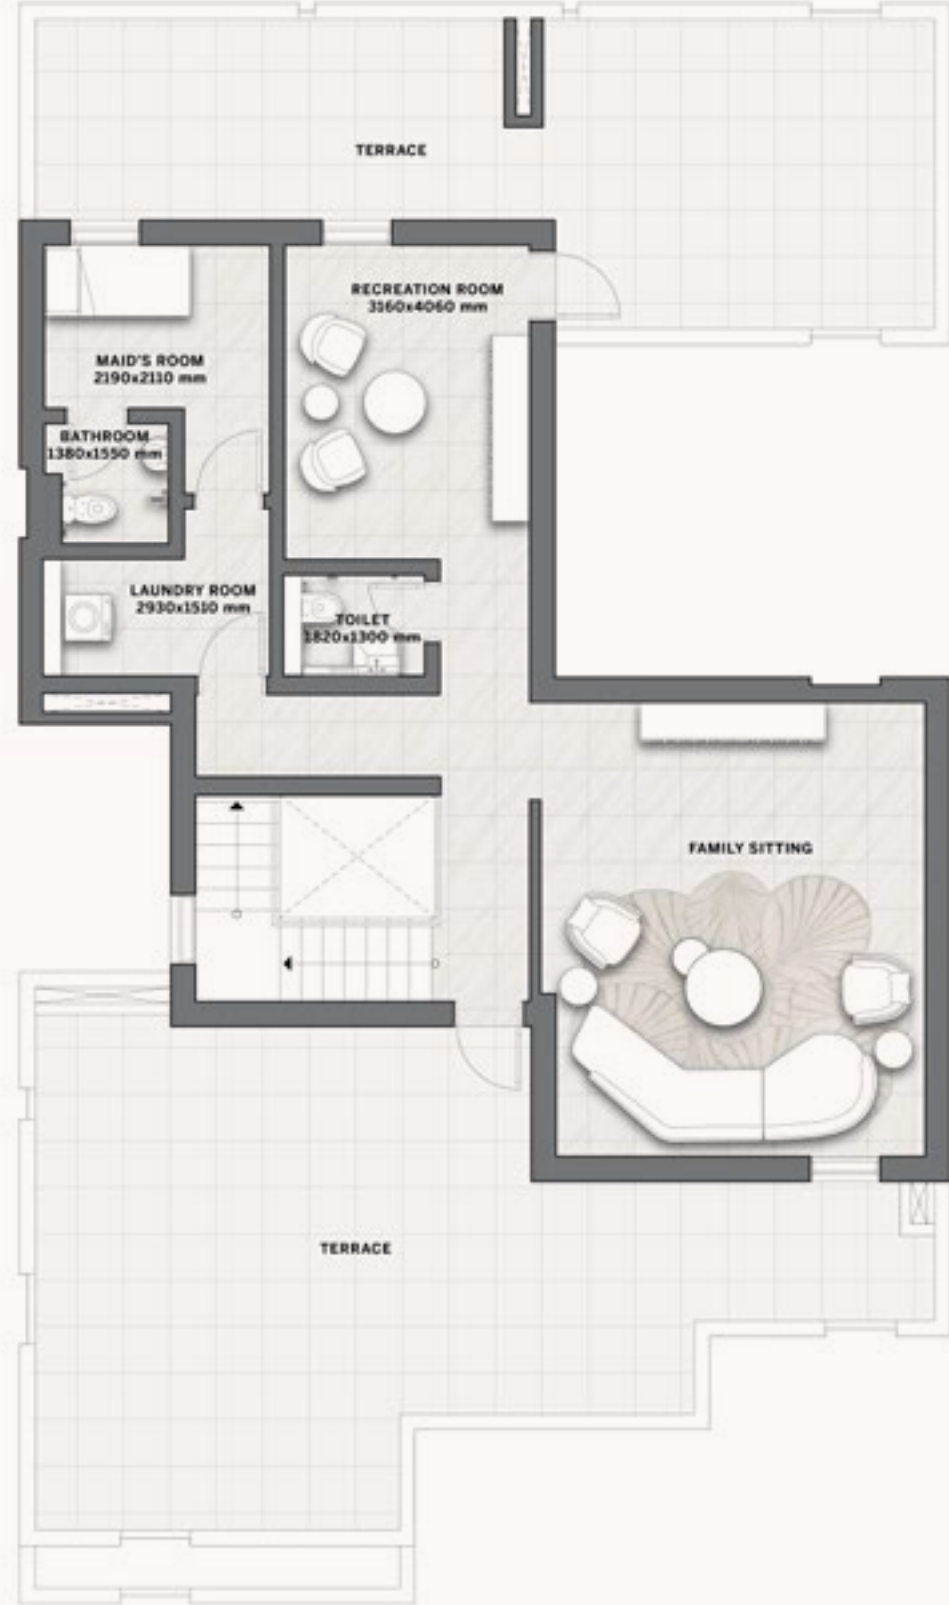 TERRACE
RECREATION ROOM
3160x4060 mm
MAID'S ROOM
2190x2110 mm
BATHROOM
1380x1550 mm
LAUNDRY ROOM
2930x1510 mm
TOILET
1820x1300 mm
FAMILY SITTING
TERRACE